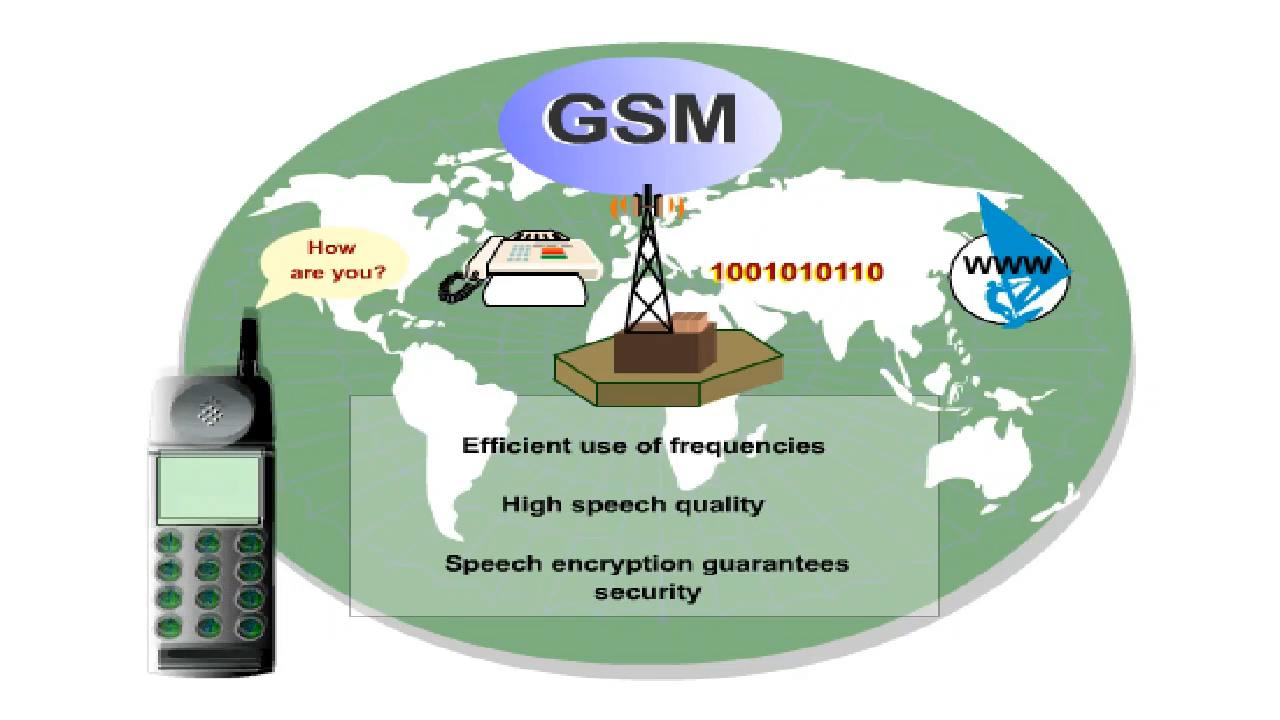 GSM
How
are you?
1001010110
WWW
Efficient use of frequencies
High speech quality
Speech encryption guarantees
security